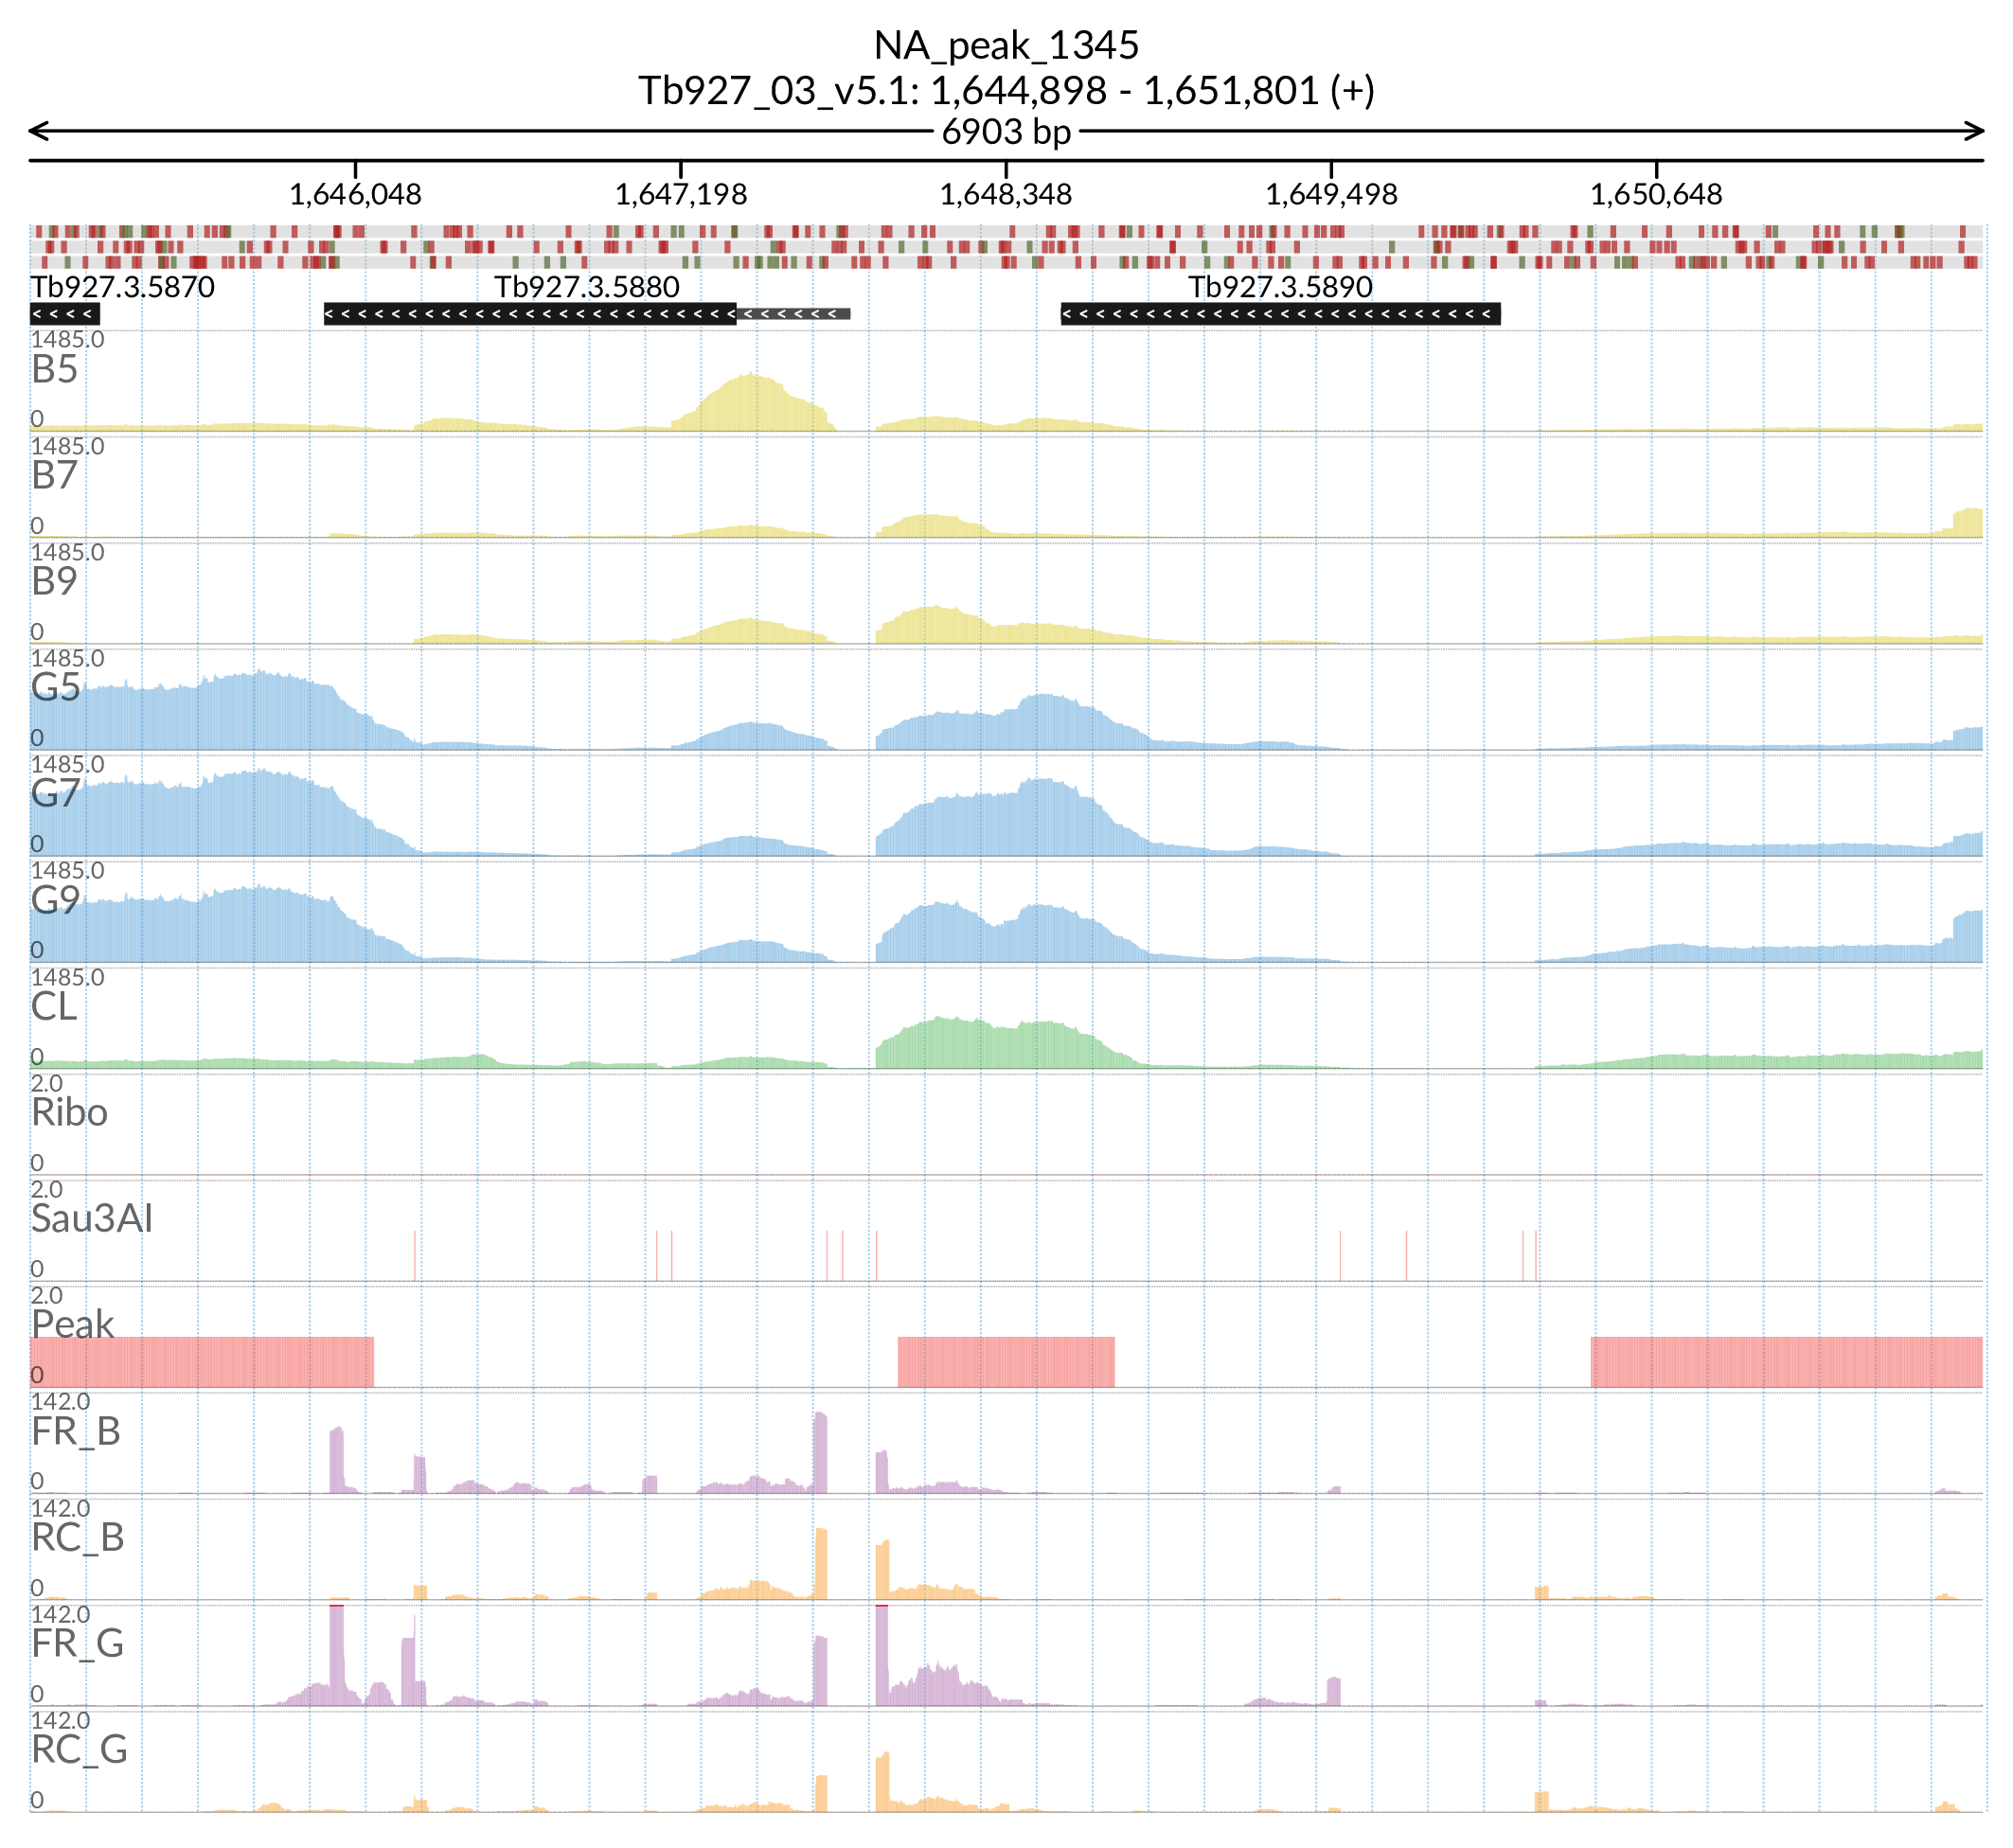 NA_peak_1345
Tb927_03_v5.1: 1,644,898 - 1,651,801 (+)
6903 bp
1,646,048 1,647,198 1,648,348 1,649,498 1,650,648
Tb927.3.5870 Tb927.3.5880 Tb927.3.5890
1485.0
B5
0
1485.0
B7
0
1485.0
B9
0
1485.0
G5
0
1485.0
G7
0
1485.0
G9
0
1485.0
CL
0
2.0
Ribo
0
2.0
Sau3AI
0
2.0
Peak
0
142.0
FR_B
0
142.0
RC_B
0
142.0
FR_G
0
142.0
RC_G
0